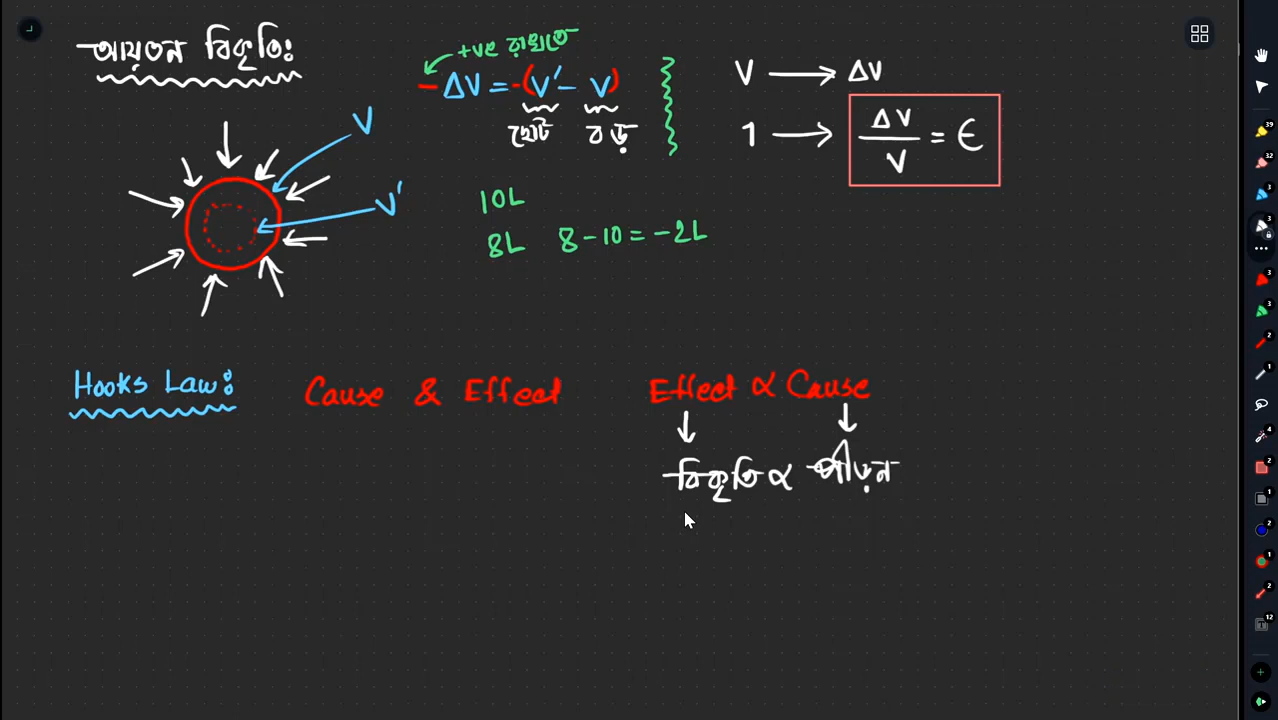 আয়তন বিকৃতি:
+ve রাখতে
- ΔV = -(V' - V)
ছোট বড়
V → ΔV
1 → ΔV/V = ϵ
V
V'
10L
8L 8 - 10 = -2L
Hooks Law: Cause & Effect Effect ∝ Cause
বিকৃতি ∝ পীড়ন